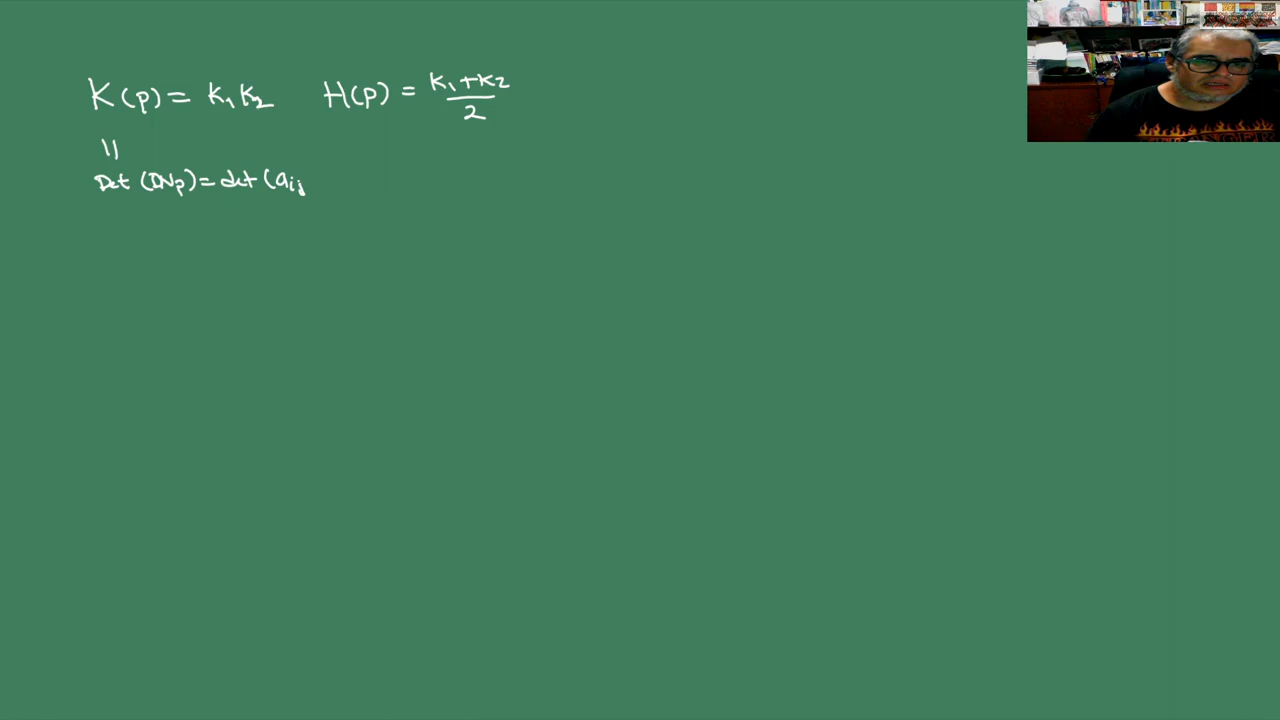 K(p) = k₁k₂ H(p) = (k₁+k₂)/2
||
Det (DNp) = det (aij